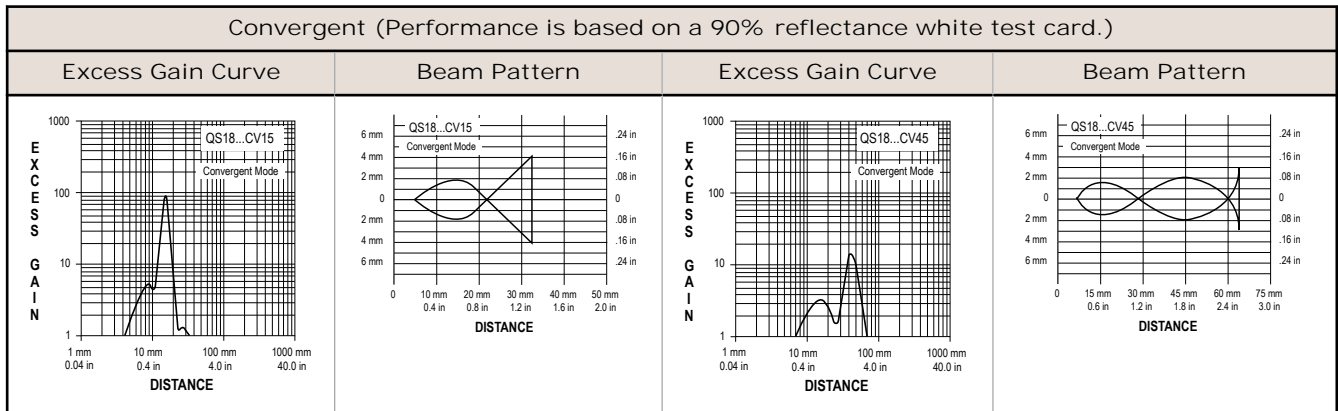 Convergent (Performance is based on a 90% reflectance white test card.)
Excess Gain Curve
Beam Pattern
Excess Gain Curve
Beam Pattern
EXCESS GAIN
1000
100
10
1
QS18...CV15
Convergent Mode
1 mm 10 mm 100 mm 1000 mm
0.04 in 0.4 in 4.0 in 40.0 in
DISTANCE
QS18...CV15
Convergent Mode
6 mm .24 in
4 mm .16 in
2 mm .08 in
0 0
2 mm .08 in
4 mm .16 in
6 mm .24 in
0 10 mm 20 mm 30 mm 40 mm 50 mm
0.4 in 0.8 in 1.2 in 1.6 in 2.0 in
DISTANCE
EXCESS GAIN
1000
100
10
1
QS18...CV45
Convergent Mode
1 mm 10 mm 100 mm 1000 mm
0.04 in 0.4 in 4.0 in 40.0 in
DISTANCE
QS18...CV45
Convergent Mode
6 mm .24 in
4 mm .16 in
2 mm .08 in
0 0
2 mm .08 in
4 mm .16 in
6 mm .24 in
0 15 mm 30 mm 45 mm 60 mm 75 mm
0.6 in 1.2 in 1.8 in 2.4 in 3.0 in
DISTANCE